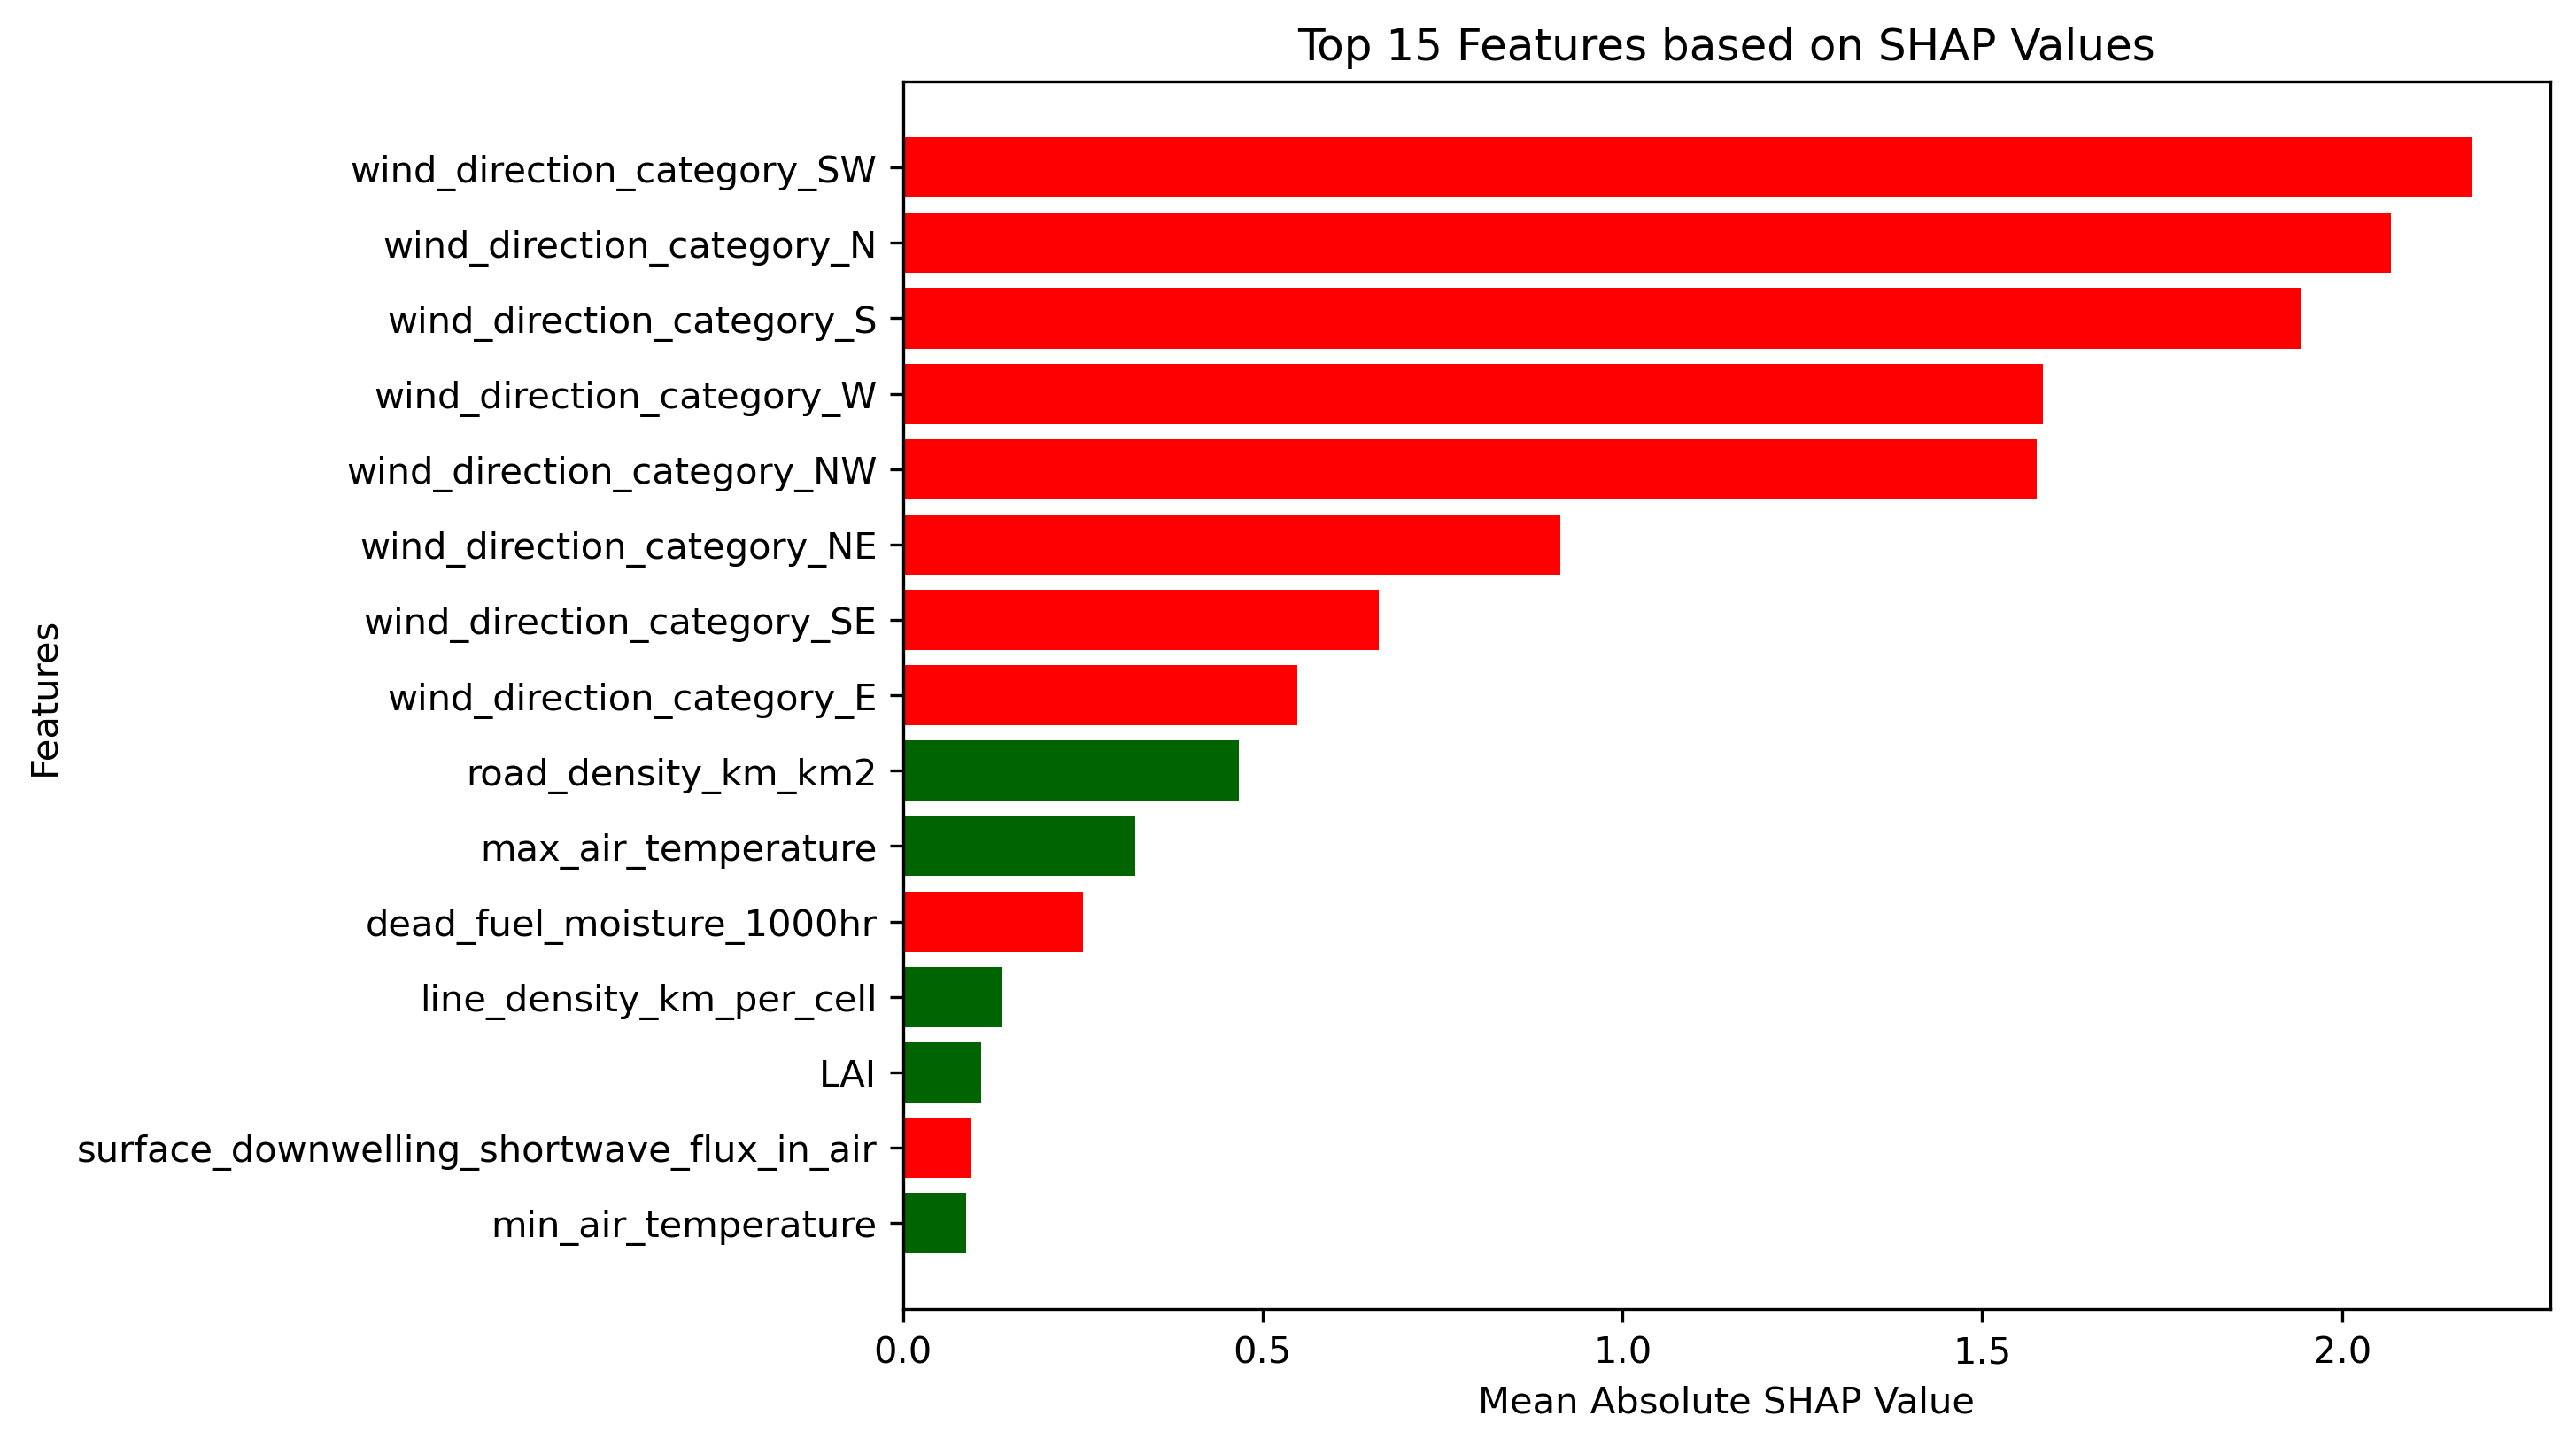 Top 15 Features based on SHAP Values
wind_direction_category_SW
wind_direction_category_N
wind_direction_category_S
wind_direction_category_W
wind_direction_category_NW
wind_direction_category_NE
wind_direction_category_SE
wind_direction_category_E
road_density_km_km2
max_air_temperature
dead_fuel_moisture_1000hr
line_density_km_per_cell
LAI
surface_downwelling_shortwave_flux_in_air
min_air_temperature
Features
0.0 0.5 1.0 1.5 2.0
Mean Absolute SHAP Value